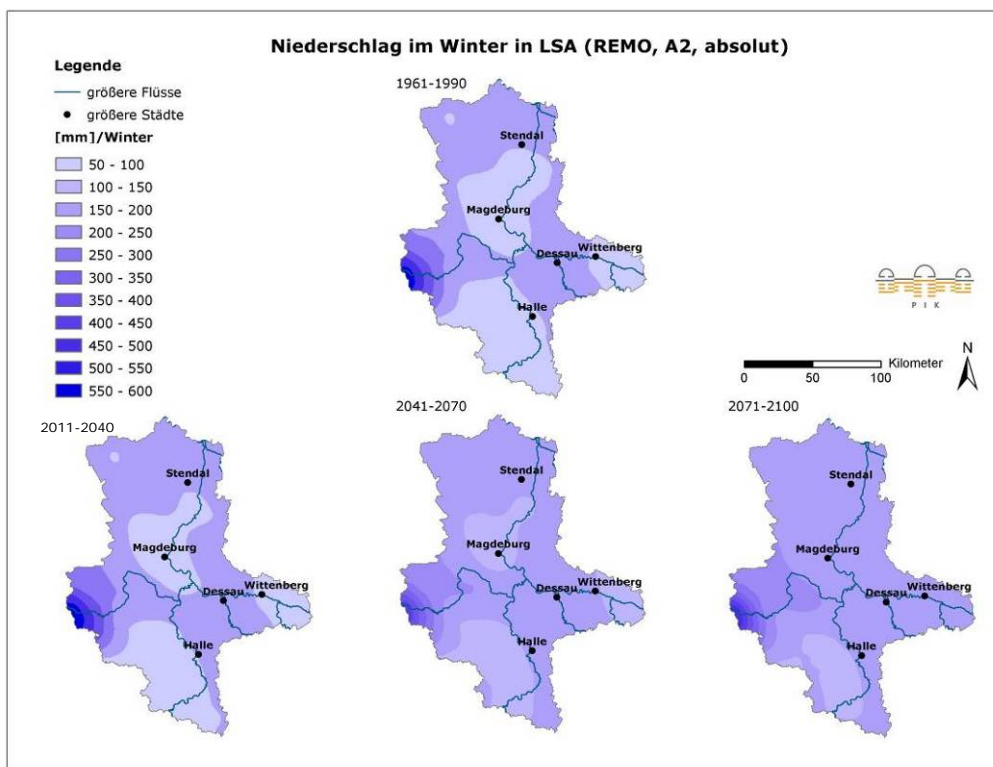 Niederschlag im Winter in LSA (REMO, A2, absolut)
Legende
größere Flüsse
größere Städte
[mm]/Winter
50 - 100
100 - 150
150 - 200
200 - 250
250 - 300
300 - 350
350 - 400
400 - 450
450 - 500
500 - 550
550 - 600
1961-1990
Stendal
Magdeburg
Dessau
Wittenberg
Halle
P I K
Kilometer
0 50 100
N
2011-2040
Stendal
Magdeburg
Dessau
Wittenberg
Halle
2041-2070
Stendal
Magdeburg
Dessau
Wittenberg
Halle
2071-2100
Stendal
Magdeburg
Dessau
Wittenberg
Halle